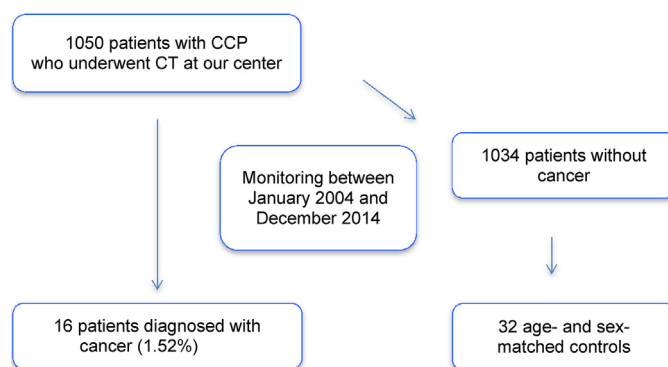 1050 patients with CCP
who underwent CT at our center
Monitoring between
January 2004 and
December 2014
1034 patients without
cancer
16 patients diagnosed with
cancer (1.52%)
32 age- and sex-
matched controls